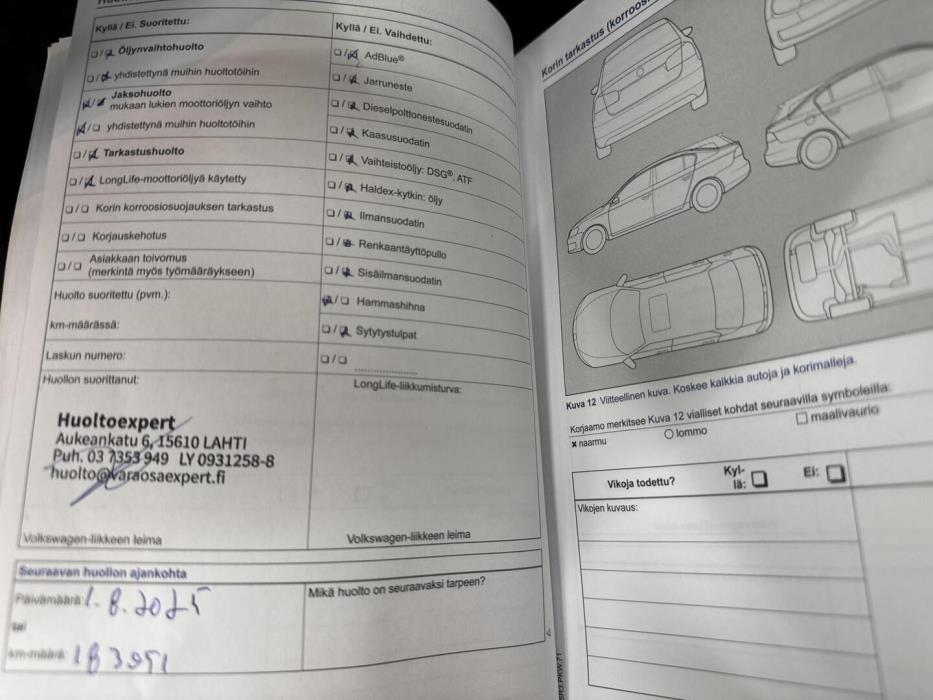 Kyllä / Ei. Suoritettu:
☐/☒ Öljynvaihtohuolto
☐/☒ yhdistettynä muihin huoltotöihin
☒/☒ Jaksohuolto
mukaan lukien moottoriöljyn vaihto
☒/☐ yhdistettynä muihin huoltotöihin
☐/☒ Tarkastushuolto
☐/☒ LongLife-moottoriöljyä käytetty
☐/☐ Korin korroosiosuojauksen tarkastus
☐/☐ Korjauskehotus
☐/☐ Asiakkaan toivomus
(merkintä myös työmääräykseen)
Huolto suoritettu (pvm.):
km-määrässä:
Laskun numero:
Huollon suorittanut:
Huoltoexpert
Aukeankatu 6, 15610 LAHTI
Puh. 03 7353 949 LY 0931258-8
huolto@varaosaexpert.fi
Volkswagen-liikkeen leima
Kyllä / Ei. Vaihdettu:
☐/☒ AdBlue®
☐/☒ Jarruneste
☐/☒ Dieselpolttonestesuodatin
☐/☒ Kaasusuodatin
☐/☒ Vaihteistoöljy: DSG®, ATF
☐/☒ Haldex-kytkin: öljy
☐/☒ Ilmansuodatin
☐/☒ Renkaantäyttöpullo
☐/☒ Sisäilmansuodatin
☒/☐ Hammashihna
☐/☒ Sytytystulpat
☐/☐
LongLife-liikkumisturva:
Volkswagen-liikkeen leima
Seuraavan huollon ajankohta
Päivämäärä: 1.8.2025
tai
km-määrä:
Mikä huolto on seuraavaksi tarpeen?
Korin tarkastus (korroosi
Kuva 12 Viitteellinen kuva. Koskee kaikkia autoja ja korimalleja.
Korjaamo merkitsee Kuva 12 vialliset kohdat seuraavilla symboleilla:
x naarmu ○ lommo ☐ maalivaurio
Vikoja todettu? Kyl-
lä: ☐ Ei: ☐
Vikojen kuvaus: